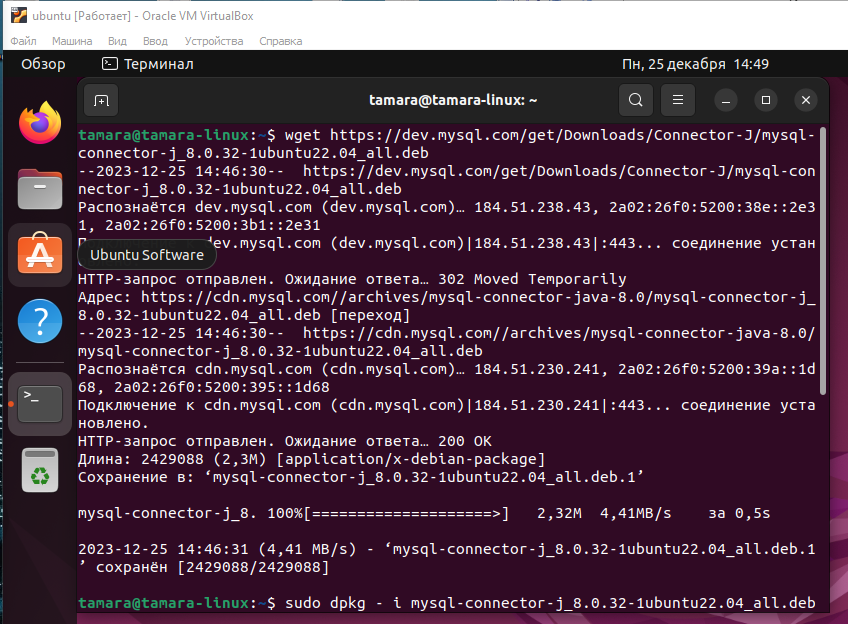 ubuntu [Работает] - Oracle VM VirtualBox
Файл Машина Вид Ввод Устройства Справка
Обзор Терминал Пн, 25 декабря 14:49
tamara@tamara-linux: ~
tamara@tamara-linux:~$ wget https://dev.mysql.com/get/Downloads/Connector-J/mysql-
connector-j_8.0.32-1ubuntu22.04_all.deb
--2023-12-25 14:46:30-- https://dev.mysql.com/get/Downloads/Connector-J/mysql-con
nector-j_8.0.32-1ubuntu22.04_all.deb
Распознаётся dev.mysql.com (dev.mysql.com)… 184.51.238.43, 2a02:26f0:5200:38e::2e3
1, 2a02:26f0:5200:3b1::2e31
dev.mysql.com (dev.mysql.com)|184.51.238.43|:443... соединение устан
Ubuntu Software
HTTP-запрос отправлен. Ожидание ответа… 302 Moved Temporarily
Адрес: https://cdn.mysql.com//archives/mysql-connector-java-8.0/mysql-connector-j_
8.0.32-1ubuntu22.04_all.deb [переход]
--2023-12-25 14:46:30-- https://cdn.mysql.com//archives/mysql-connector-java-8.0/
mysql-connector-j_8.0.32-1ubuntu22.04_all.deb
Распознаётся cdn.mysql.com (cdn.mysql.com)… 184.51.230.241, 2a02:26f0:5200:39a::1d
68, 2a02:26f0:5200:395::1d68
Подключение к cdn.mysql.com (cdn.mysql.com)|184.51.230.241|:443... соединение уста
новлено.
HTTP-запрос отправлен. Ожидание ответа… 200 OK
Длина: 2429088 (2,3M) [application/x-debian-package]
Сохранение в: ‘mysql-connector-j_8.0.32-1ubuntu22.04_all.deb.1’
mysql-connector-j_8. 100%[====================>] 2,32M 4,41MB/s за 0,5s
2023-12-25 14:46:31 (4,41 MB/s) - ‘mysql-connector-j_8.0.32-1ubuntu22.04_all.deb.1
’ сохранён [2429088/2429088]
tamara@tamara-linux:~$ sudo dpkg - i mysql-connector-j_8.0.32-1ubuntu22.04_all.deb